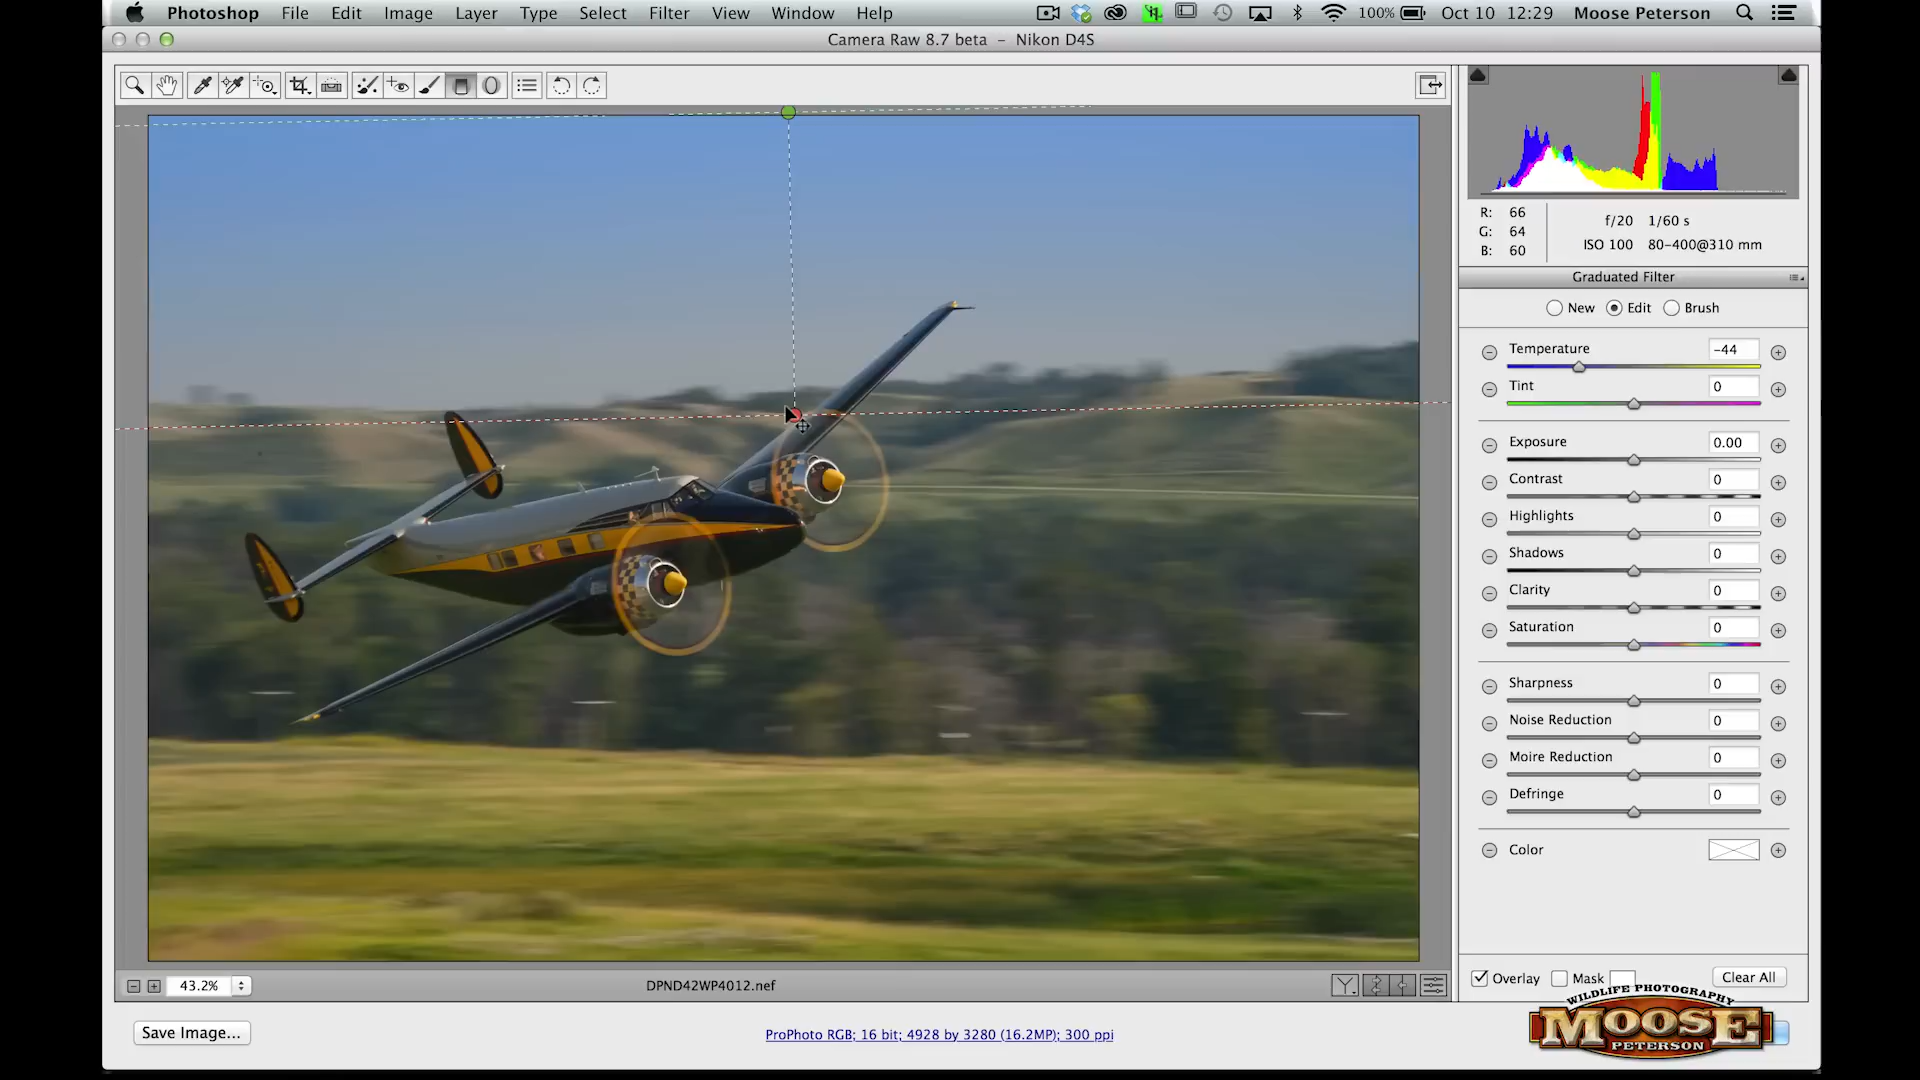 Photoshop File Edit Image Layer Type Select Filter View Window Help 100% Oct 10 12:29 Moose Peterson
Camera Raw 8.7 beta – Nikon D4S
R: 66
G: 64
B: 60
f/20 1/60 s
ISO 100 80-400@310 mm
Graduated Filter
New Edit Brush
Temperature -44
Tint 0
Exposure 0.00
Contrast 0
Highlights 0
Shadows 0
Clarity 0
Saturation 0
Sharpness 0
Noise Reduction 0
Moire Reduction 0
Defringe 0
Color
Overlay Mask Clear All
43.2% DPND42WP4012.nef
Save Image... ProPhoto RGB; 16 bit; 4928 by 3280 (16.2MP); 300 ppi
WILDLIFE PHOTOGRAPHY
MOOSE
PETERSON